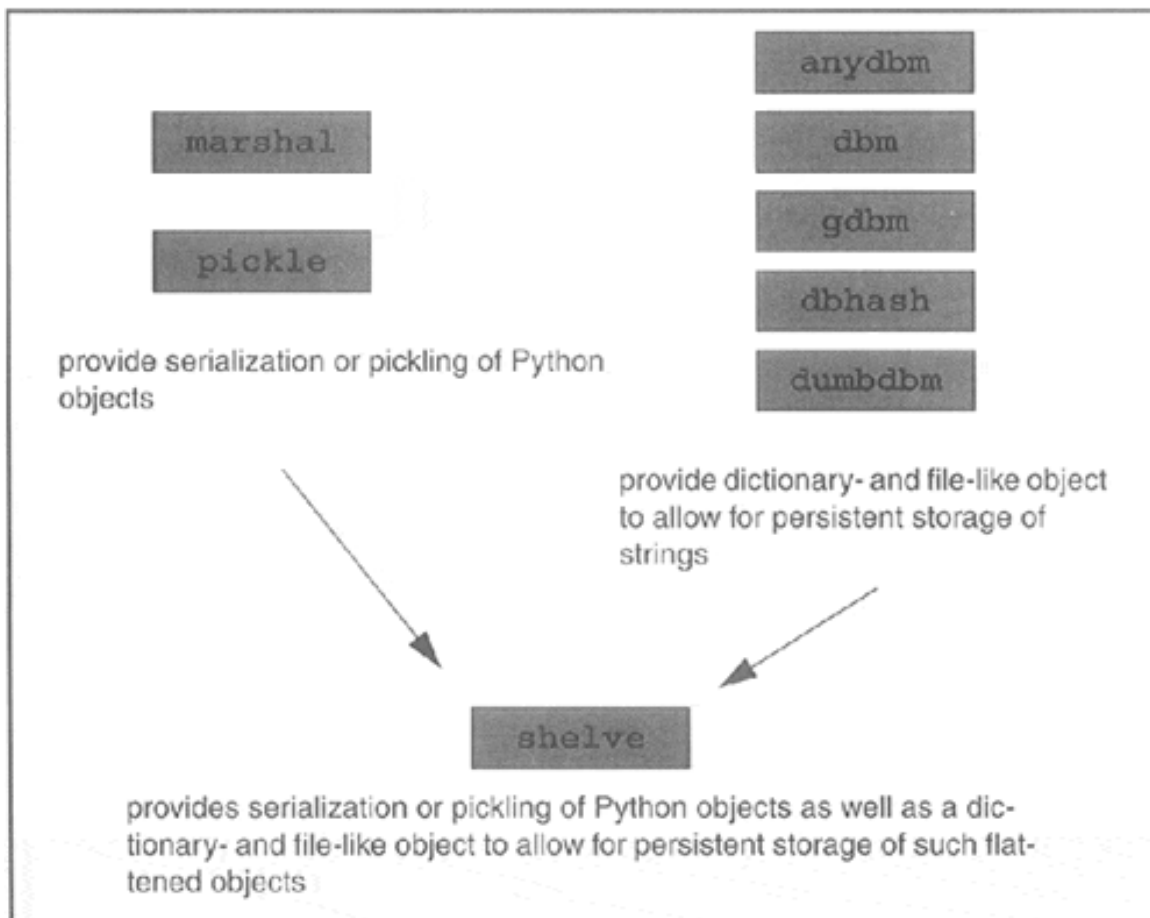 marshal
pickle
provide serialization or pickling of Python
objects
anydbm
dbm
gdbm
dbhash
dumbdbm
provide dictionary- and file-like object
to allow for persistent storage of
strings
shelve
provides serialization or pickling of Python objects as well as a dic-
tionary- and file-like object to allow for persistent storage of such flat-
tened objects